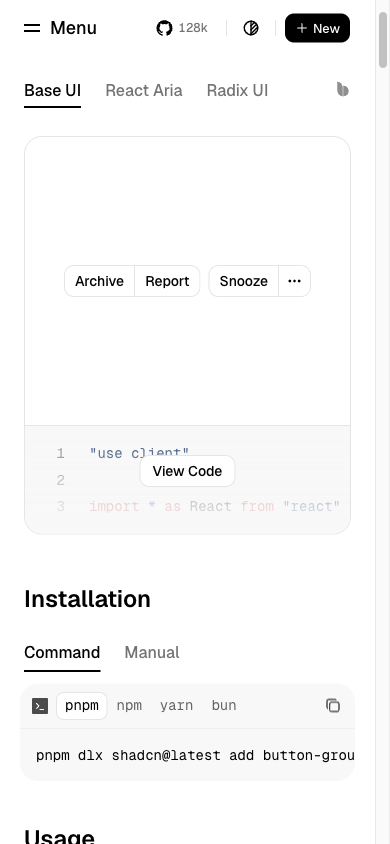 Menu 128k + New
Base UI React Aria Radix UI
Archive Report Snooze ...
1 "use client"
2
View Code
3 import * as React from "react"
Installation
Command Manual
pnpm npm yarn bun
pnpm dlx shadcn@latest add button-grou
Usage